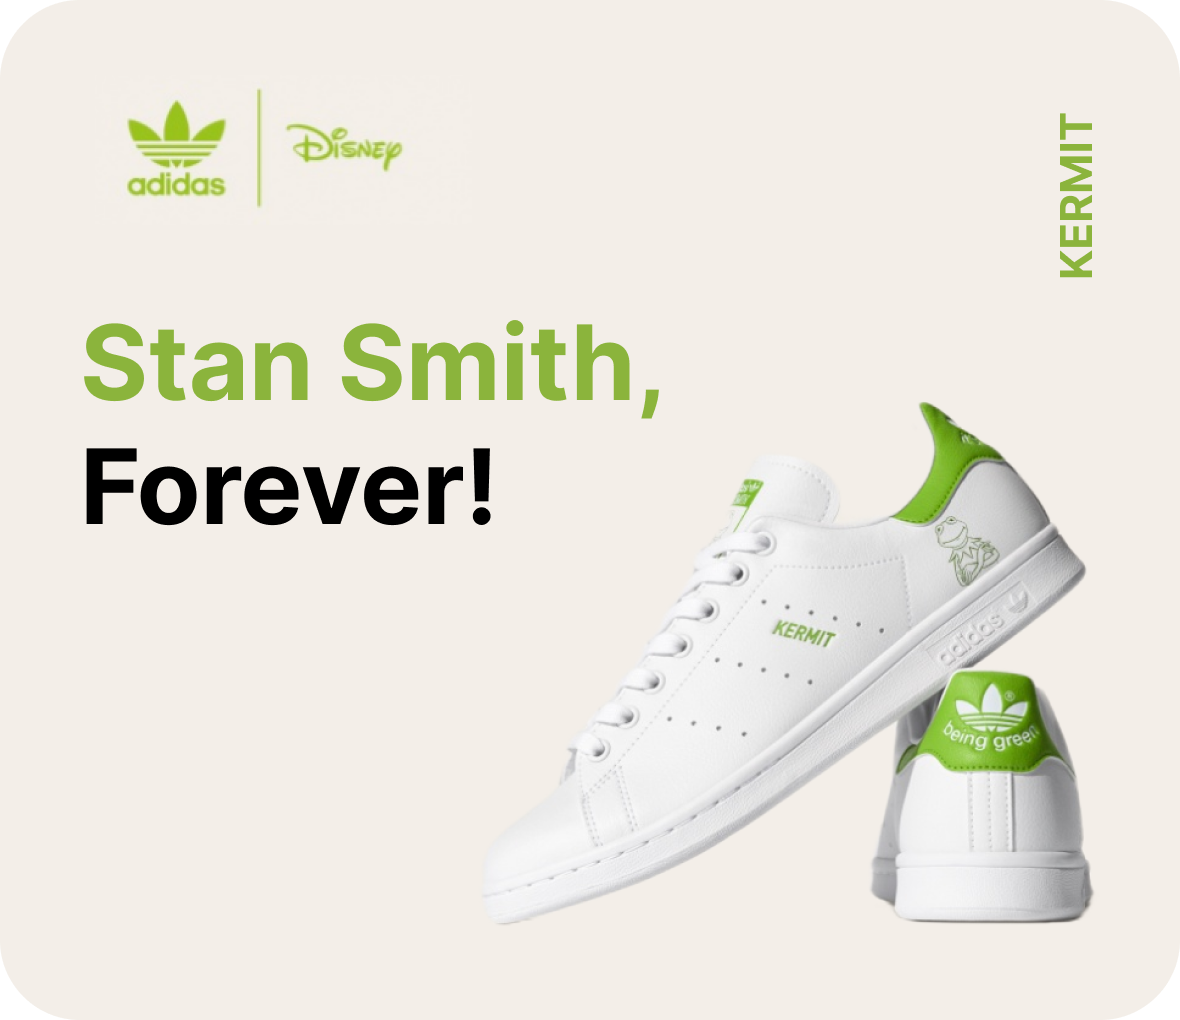 adidas
Disney
KERMIT
Stan Smith,
Forever!
KERMIT
adidas
®
being green